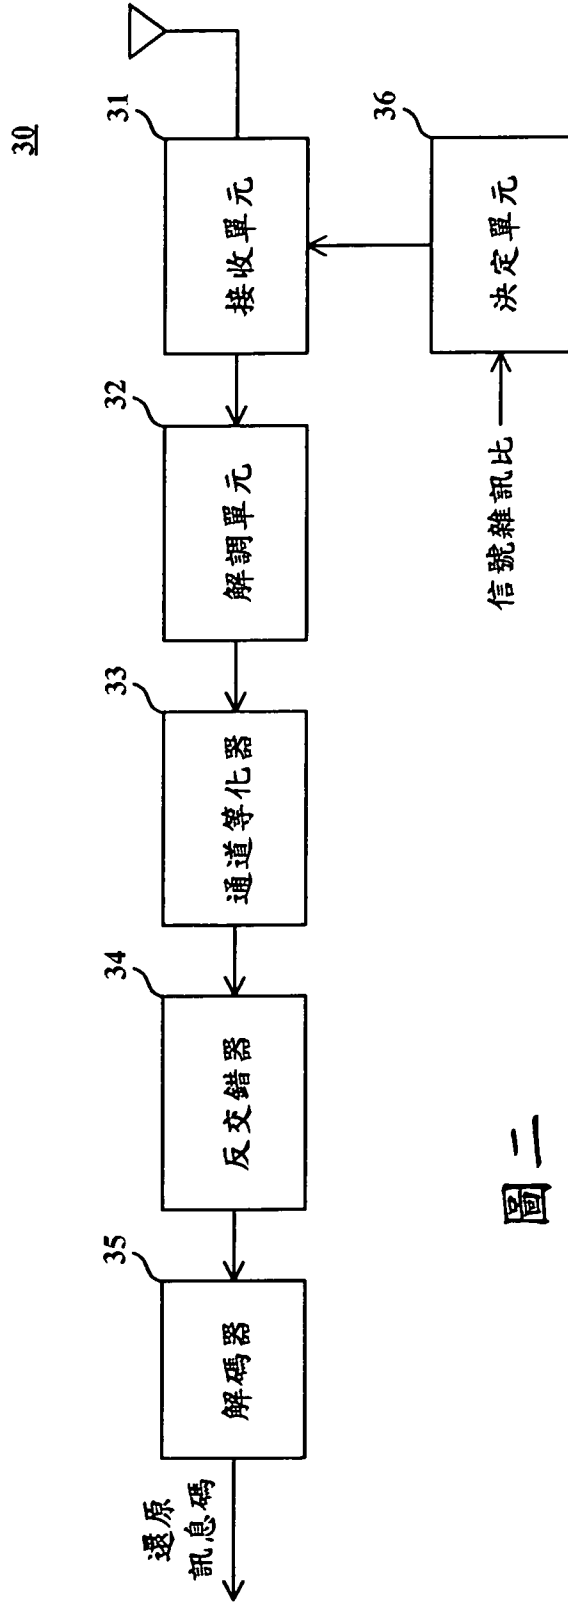 30
31
接收單元
32
解調單元
33
通道等化器
34
反交錯器
35
解碼器
還原
訊息碼
36
決定單元
信號雜訊比
圖二